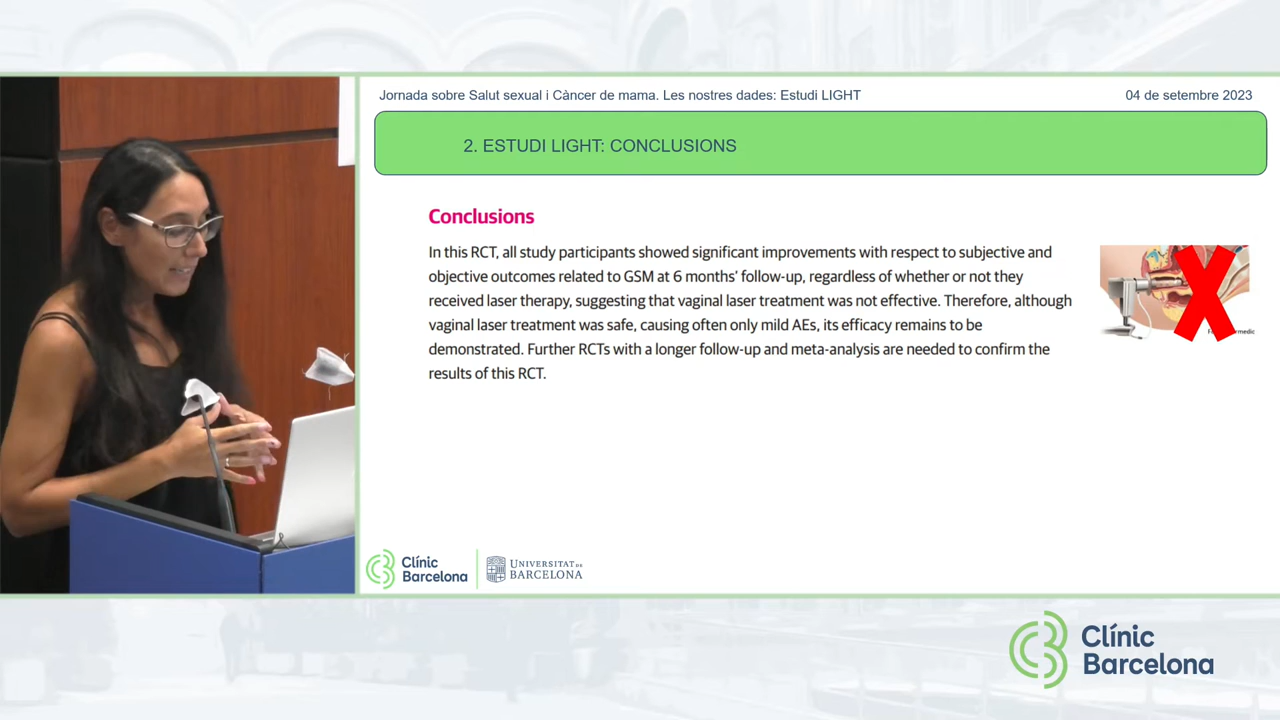 Jornada sobre Salut sexual i Càncer de mama. Les nostres dades: Estudi LIGHT
04 de setembre 2023
2. ESTUDI LIGHT: CONCLUSIONS
Conclusions
In this RCT, all study participants showed significant improvements with respect to subjective and
objective outcomes related to GSM at 6 months' follow-up, regardless of whether or not they
received laser therapy, suggesting that vaginal laser treatment was not effective. Therefore, although
vaginal laser treatment was safe, causing often only mild AEs, its efficacy remains to be
demonstrated. Further RCTs with a longer follow-up and meta-analysis are needed to confirm the
results of this RCT.
Clínic
Barcelona
UNIVERSITAT DE
BARCELONA
Clínic
Barcelona